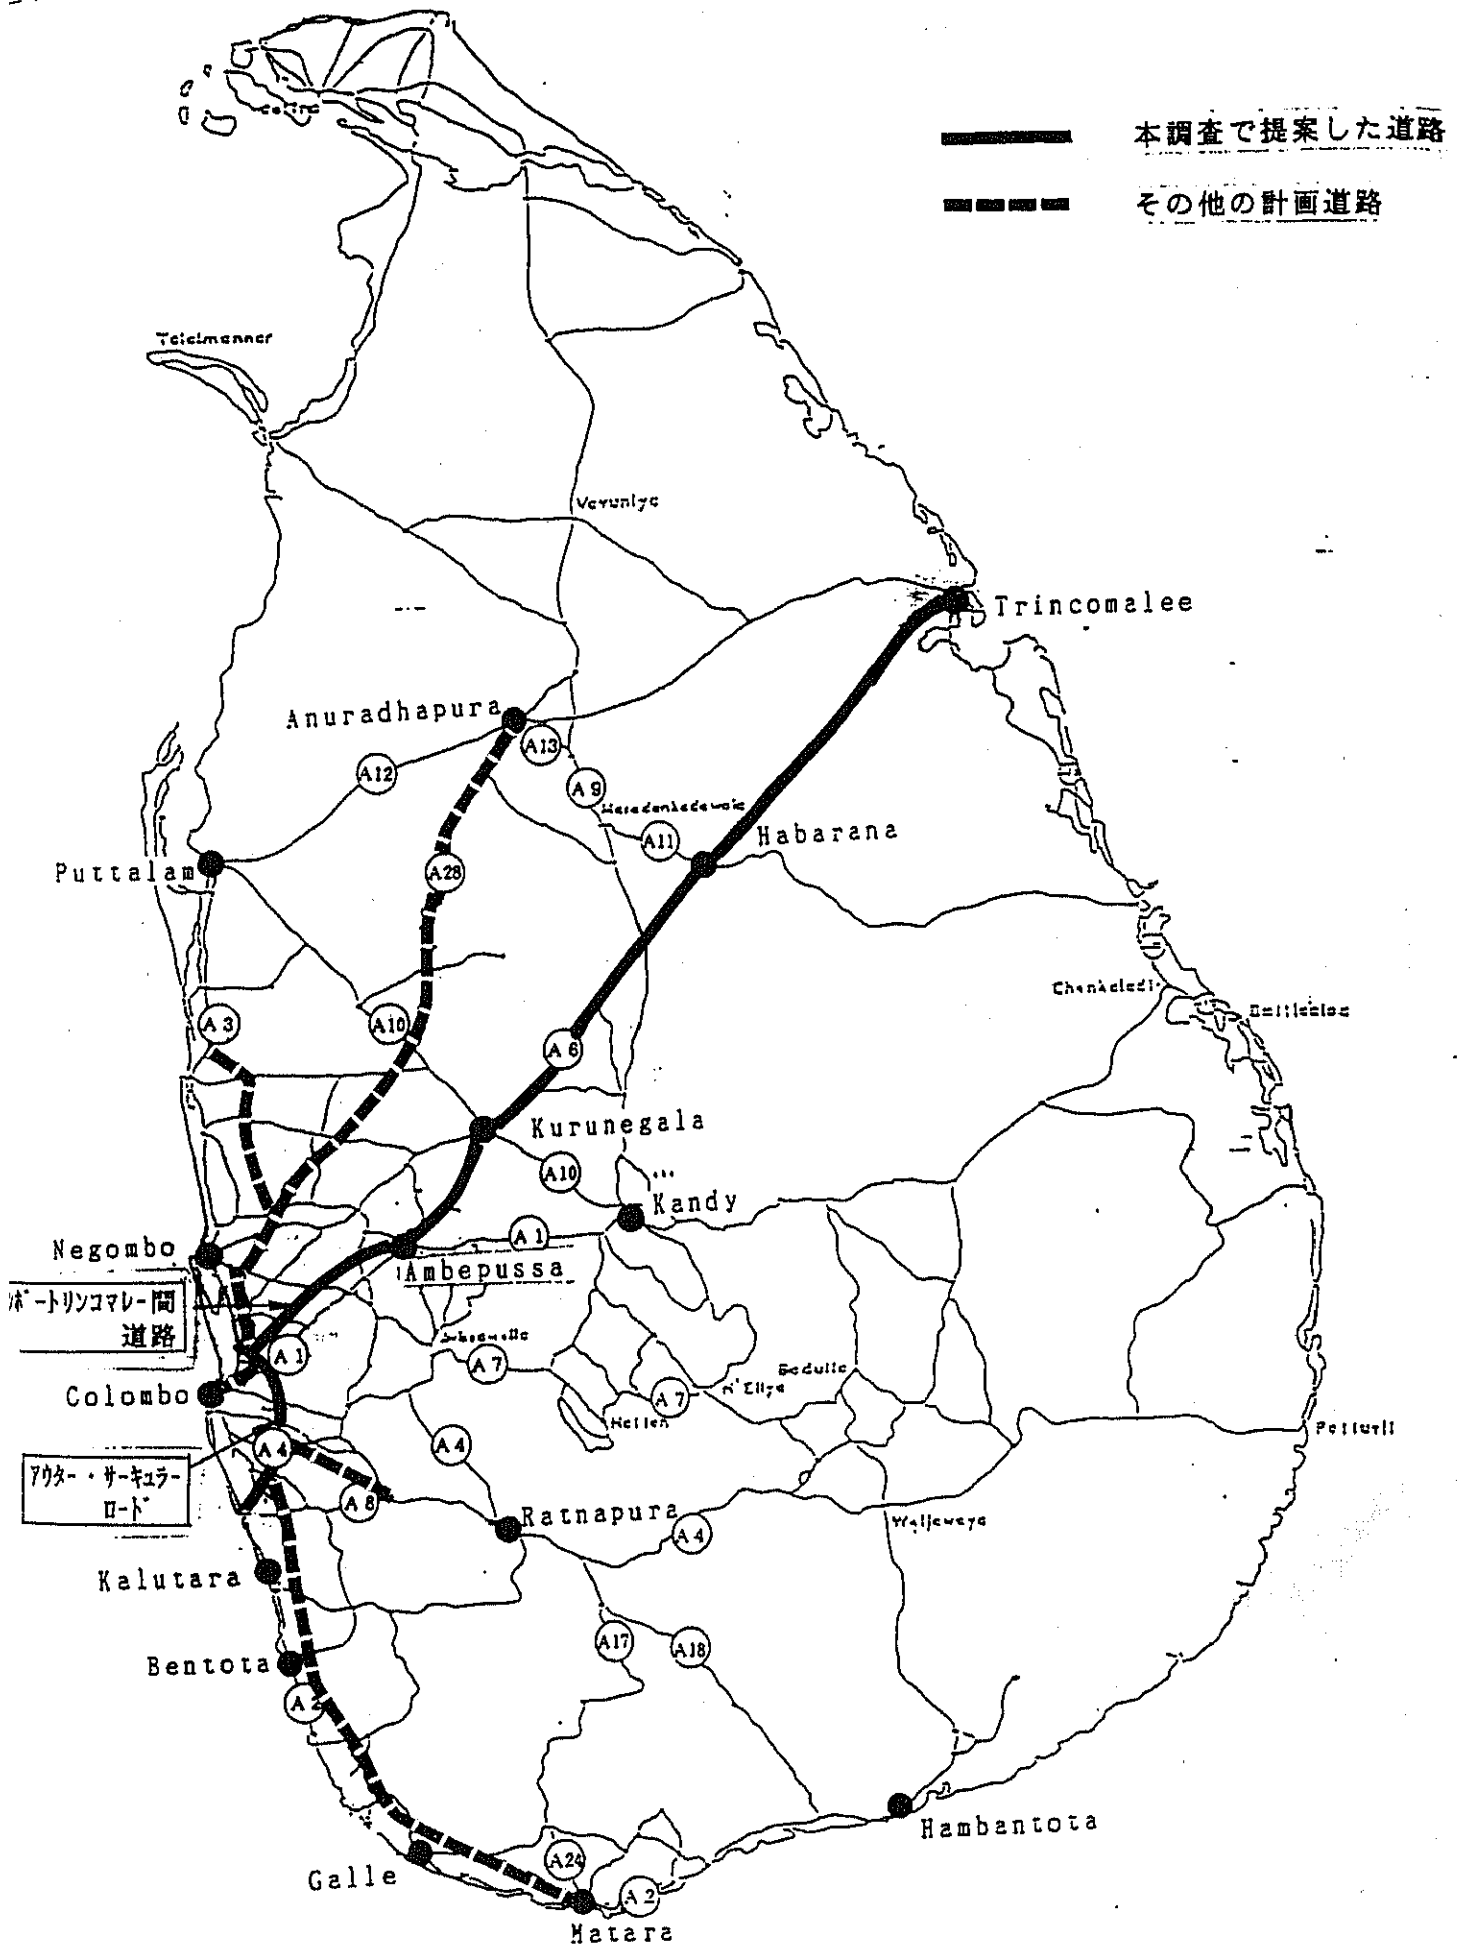 本調査で提案した道路
その他の計画道路
Trincomalee
Anuradhapura
A13
A12
A9
A11
Habarana
Puttalam
A28
A3
A10
A6
Kurunegala
A10
Kandy
Negombo
A1
Ambepussa
トリンコマレー間
道路
A1
A7
Colombo
A7
A4
A4
アウター・サーキュラー
ロード
A8
Ratnapura
A4
Kalutara
A17
A18
Bentota
A2
Hambantota
Galle
A24
A2
Matara